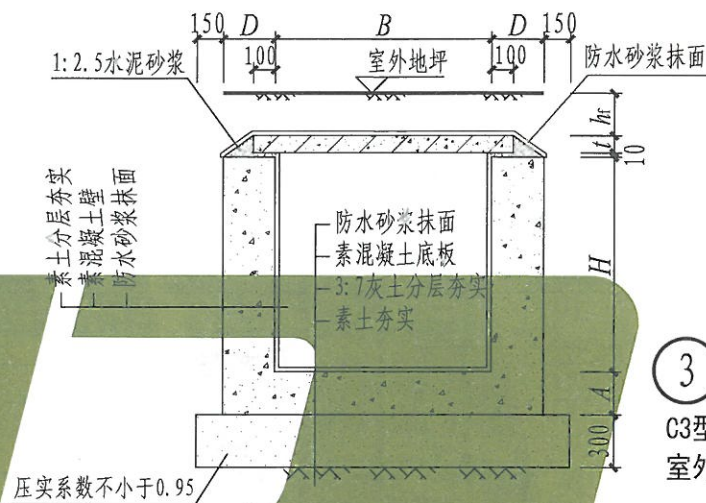 150 D B D 150
100 100
1:2.5水泥砂浆
室外地坪
防水砂浆抹面
hf
t
10
素土分层夯实
素混凝土壁
防水砂浆抹面
防水砂浆抹面
素混凝土底板
3:7灰土分层夯实
素土夯实
H
A
300
3
C3型
室外
压实系数不小于0.95